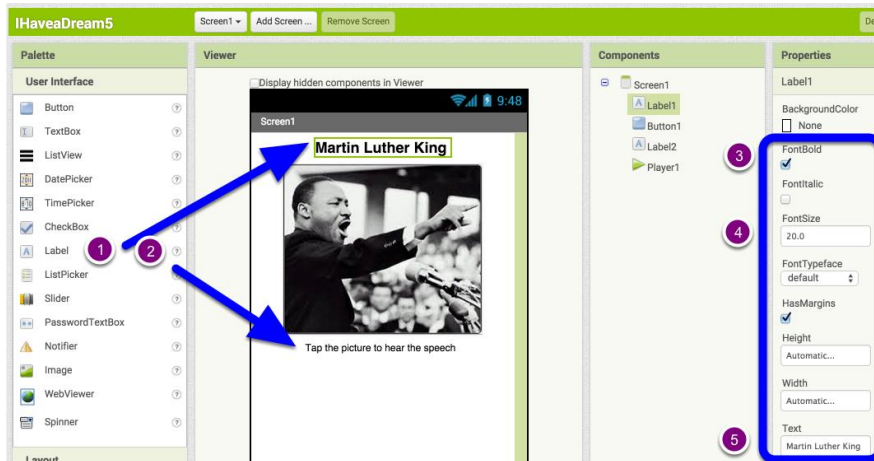 IHaveaDream5
Screen1
Add Screen ...
Remove Screen
De
Palette
User Interface
Button
TextBox
ListView
DatePicker
TimePicker
CheckBox
Label
1
2
ListPicker
Slider
PasswordTextBox
Notifier
Image
WebViewer
Spinner
Layout
Viewer
Display hidden components in Viewer
9:48
Screen1
Martin Luther King
Tap the picture to hear the speech
Components
Screen1
Label1
Button1
Label2
Player1
Properties
Label1
BackgroundColor
None
3
FontBold
FontItalic
4
FontSize
20.0
FontTypeface
default
HasMargins
Height
Automatic...
Width
Automatic...
5
Text
Martin Luther King